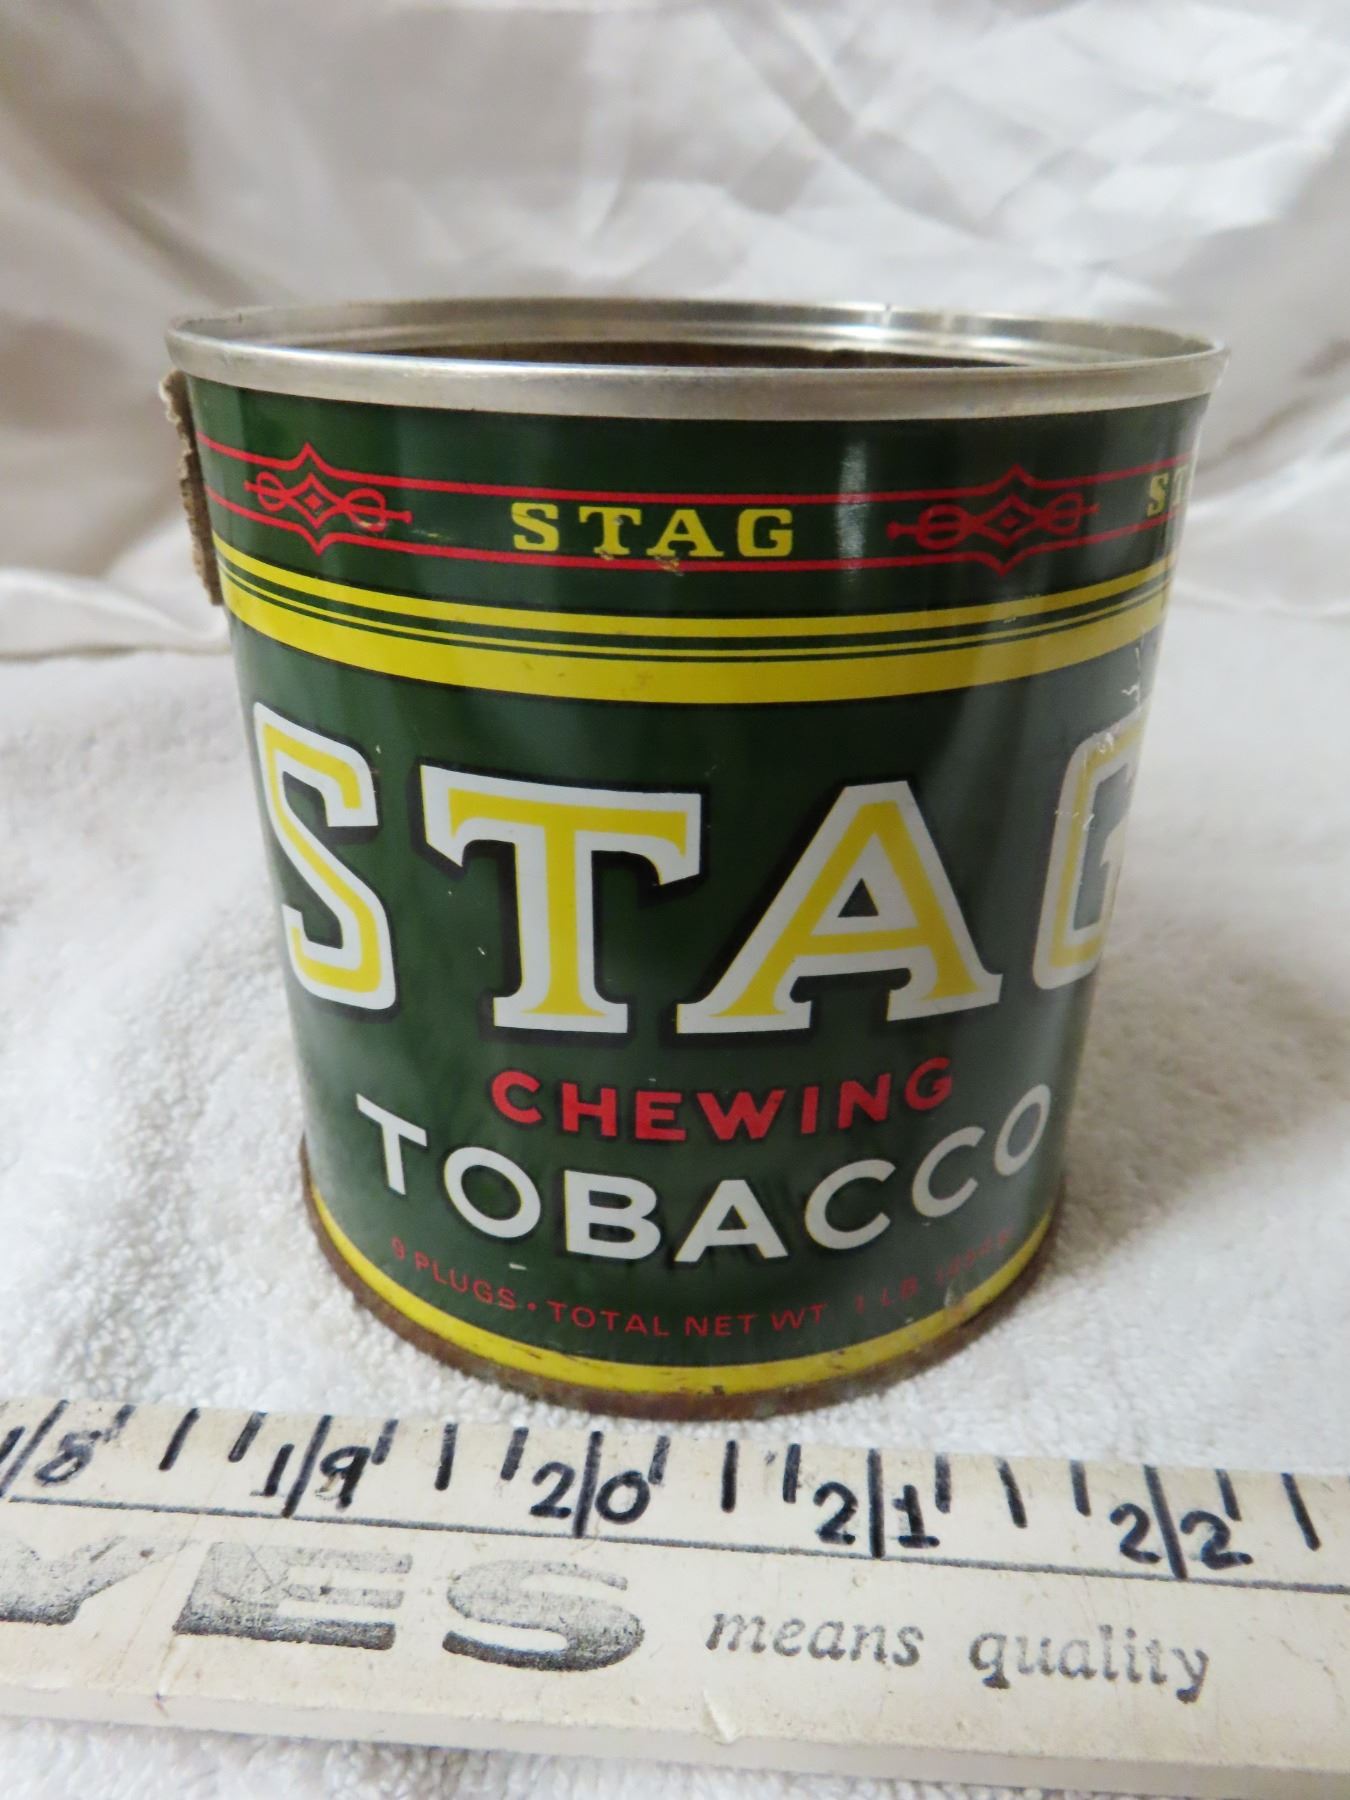 STAG
STAG
CHEWING
TOBACCO
9 PLUGS • TOTAL NET WT. 1 LB.
18 19 20 21 22
YES means quality